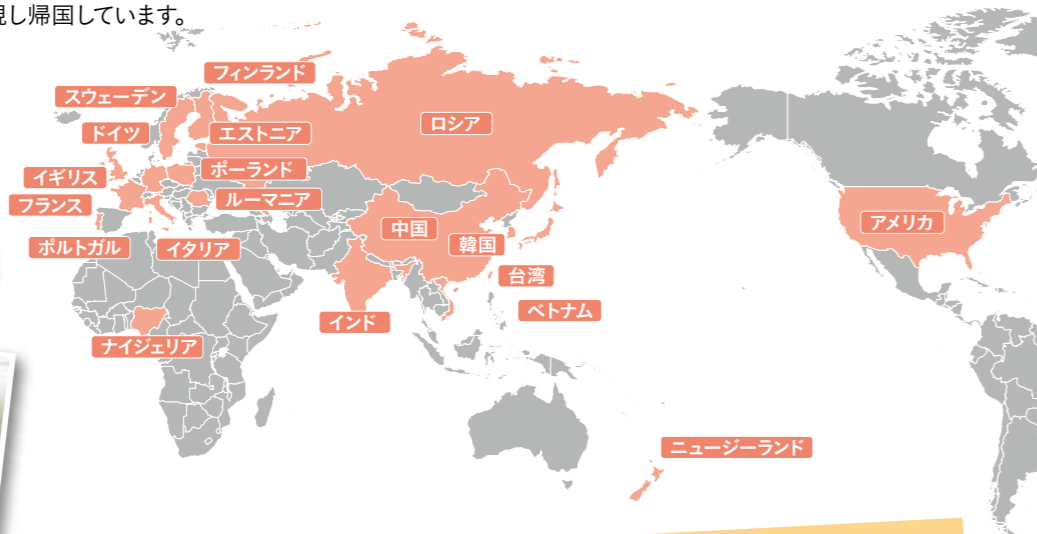 視し帰国しています。
フィンランド
スウェーデン
ロシア
ドイツ
エストニア
ポーランド
イギリス
ルーマニア
フランス
アメリカ
中国
韓国
ポルトガル
イタリア
台湾
ベトナム
インド
ナイジェリア
ニュージーランド